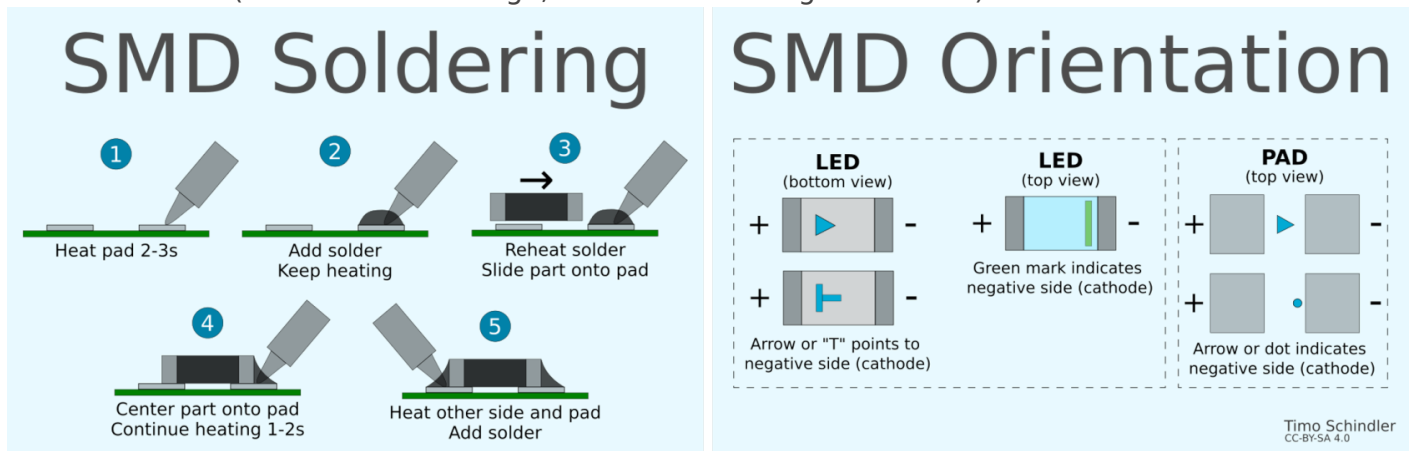 SMD Soldering
1
Heat pad 2-3s
2
Add solder
Keep heating
3
Reheat solder
Slide part onto pad
4
Center part onto pad
Continue heating 1-2s
5
Heat other side and pad
Add solder
SMD Orientation
LED
(bottom view)
+ -
+ -
Arrow or "T" points to
negative side (cathode)
LED
(top view)
+ -
Green mark indicates
negative side (cathode)
PAD
(top view)
+ -
+ -
Arrow or dot indicates
negative side (cathode)
Timo Schindler
CC-BY-SA 4.0